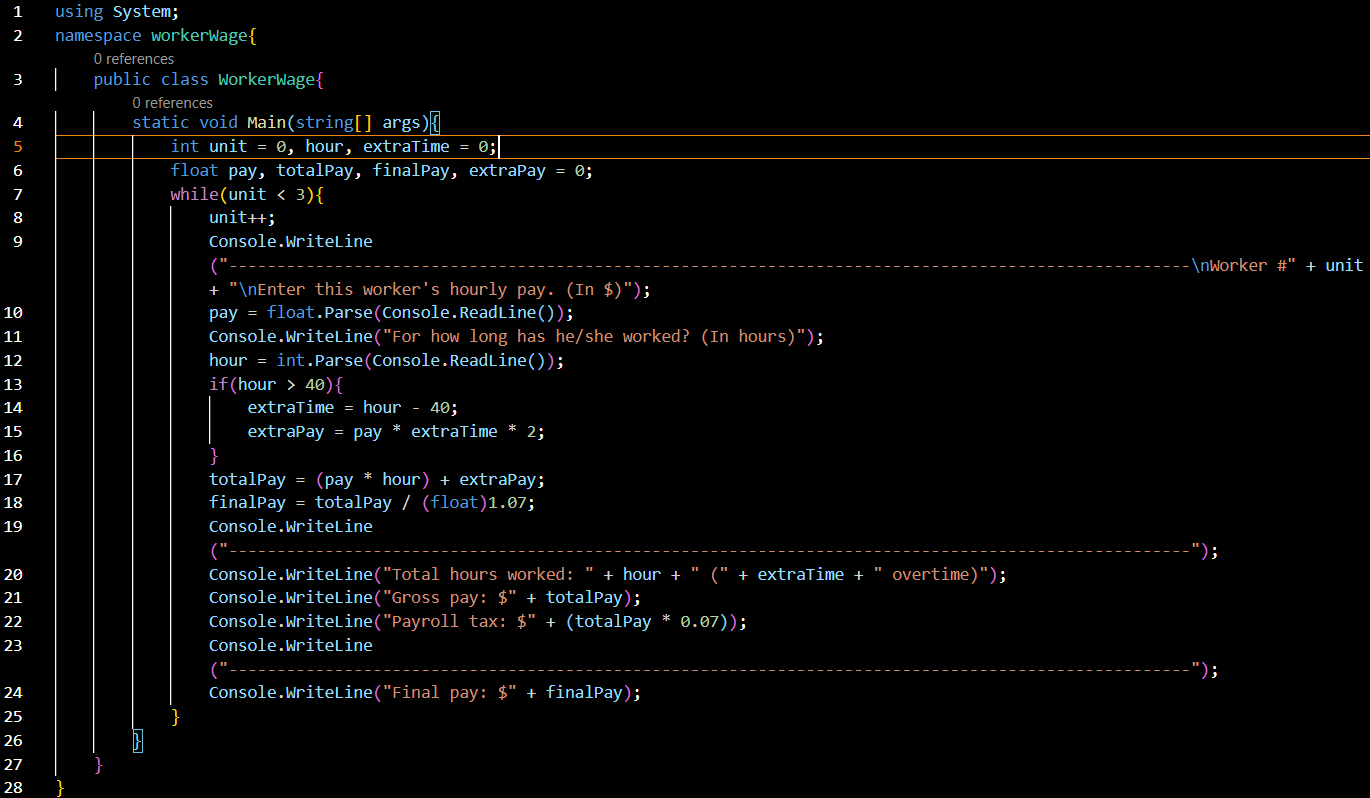 1 using System;
2 namespace workerWage{
0 references
3 public class WorkerWage{
0 references
4 static void Main(string[] args){
5 int unit = 0, hour, extraTime = 0;
6 float pay, totalPay, finalPay, extraPay = 0;
7 while(unit < 3){
8 unit++;
9 Console.WriteLine
("----------------------------------------------------------------------------------------------------\nWorker #" + unit
+ "\nEnter this worker's hourly pay. (In $)");
10 pay = float.Parse(Console.ReadLine());
11 Console.WriteLine("For how long has he/she worked? (In hours)");
12 hour = int.Parse(Console.ReadLine());
13 if(hour > 40){
14 extraTime = hour - 40;
15 extraPay = pay * extraTime * 2;
16 }
17 totalPay = (pay * hour) + extraPay;
18 finalPay = totalPay / (float)1.07;
19 Console.WriteLine
("----------------------------------------------------------------------------------------------------");
20 Console.WriteLine("Total hours worked: " + hour + " (" + extraTime + " overtime)");
21 Console.WriteLine("Gross pay: $" + totalPay);
22 Console.WriteLine("Payroll tax: $" + (totalPay * 0.07));
23 Console.WriteLine
("----------------------------------------------------------------------------------------------------");
24 Console.WriteLine("Final pay: $" + finalPay);
25 }
26 }
27 }
28 }